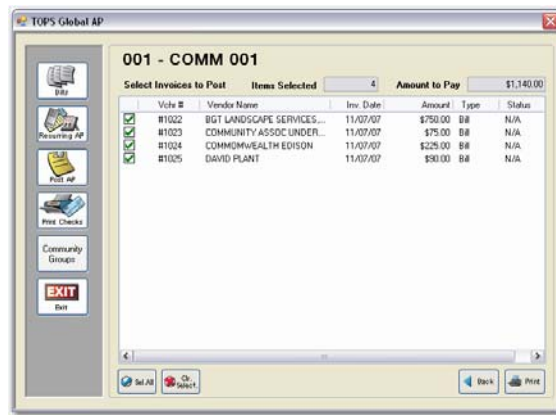 TOPS Global AP
001 - COMM 001
Select Invoices to Post Items Selected 4 Amount to Pay $1,140.00
Vchr # Vendor Name Inv. Date Amount Type Status
#1022 BGT LANDSCAPE SERVICES,... 11/07/07 $750.00 Bill N/A
#1023 COMMUNITY ASSOC UNDER... 11/07/07 $75.00 Bill N/A
#1024 COMMOMWEALTH EDISON 11/07/07 $225.00 Bill N/A
#1025 DAVID PLANT 11/07/07 $90.00 Bill N/A
Bills
Recurring AP
Post AP
Print Checks
Community
Groups
EXIT
Exit
Sel All Clr. Select. Back Print